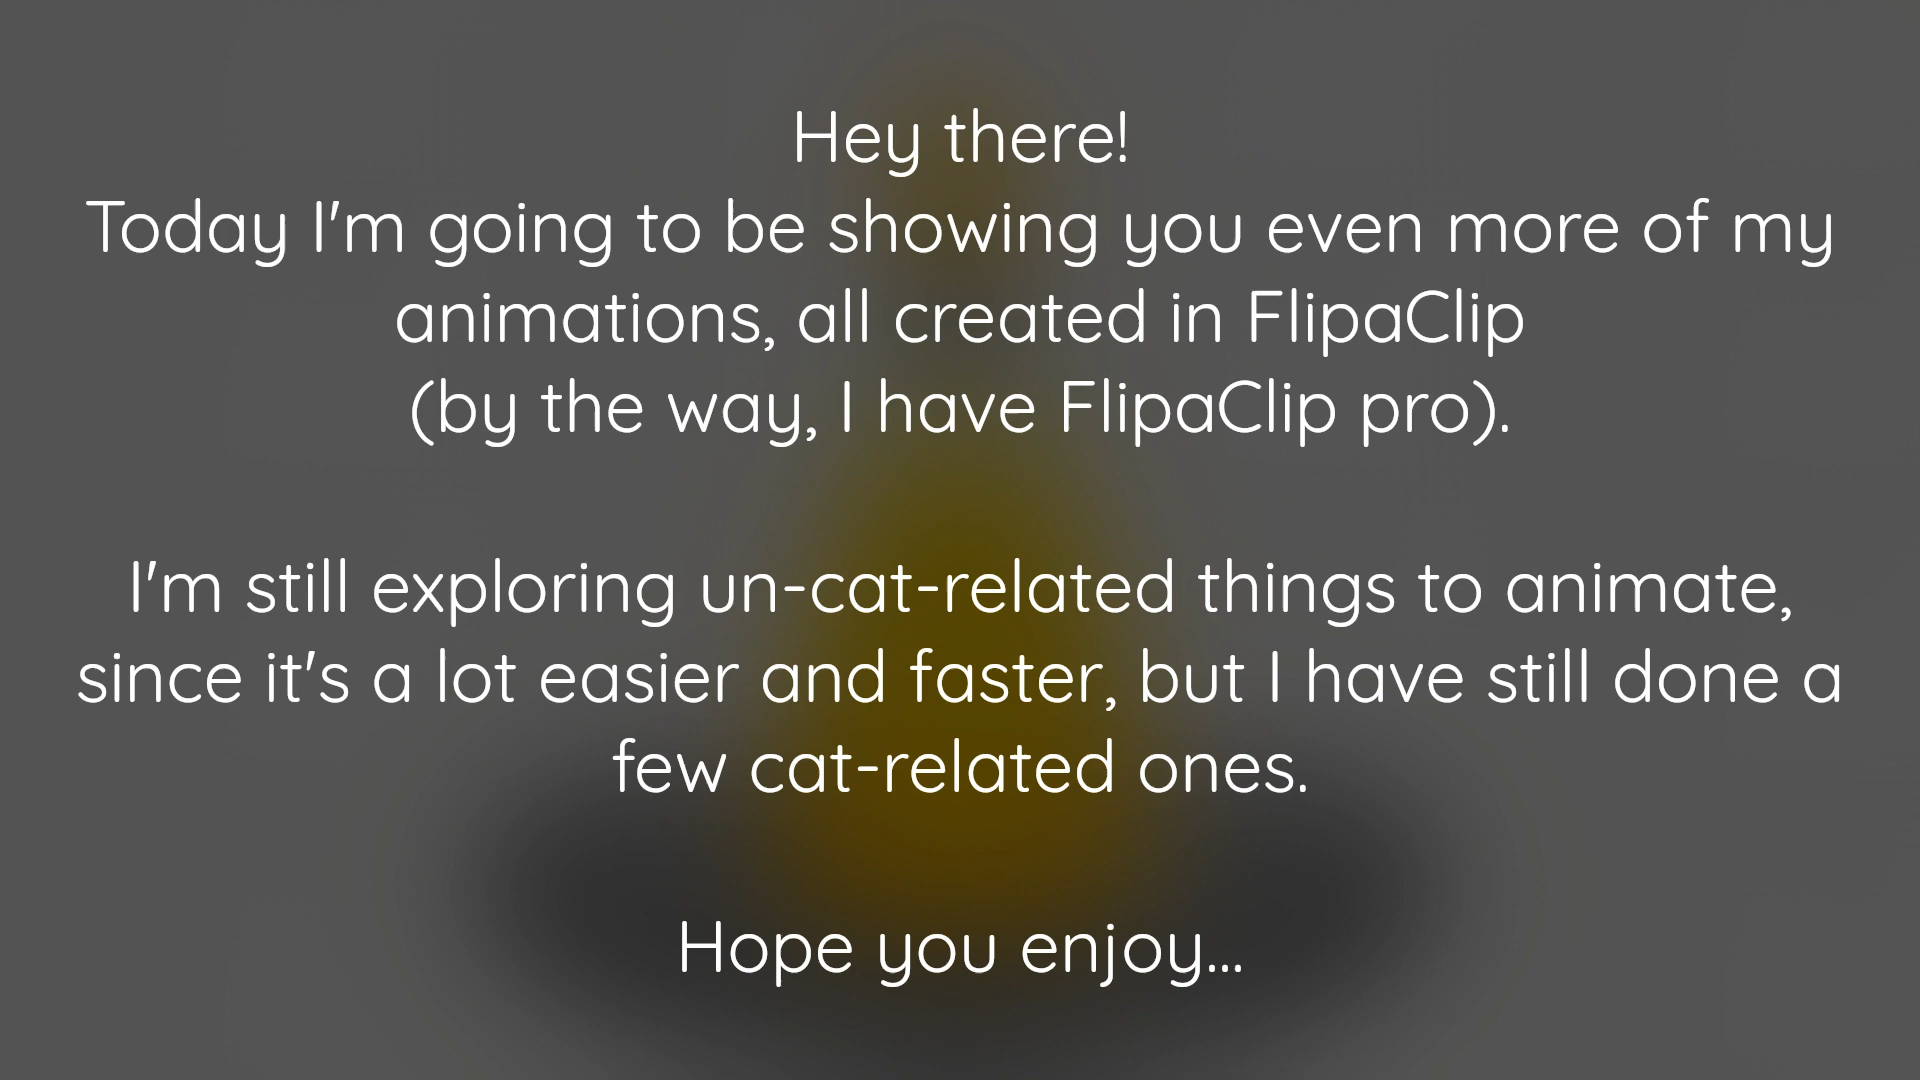 Hey there!
Today I'm going to be showing you even more of my
animations, all created in FlipaClip
(by the way, I have FlipaClip pro).
I'm still exploring un-cat-related things to animate,
since it's a lot easier and faster, but I have still done a
few cat-related ones.
Hope you enjoy...